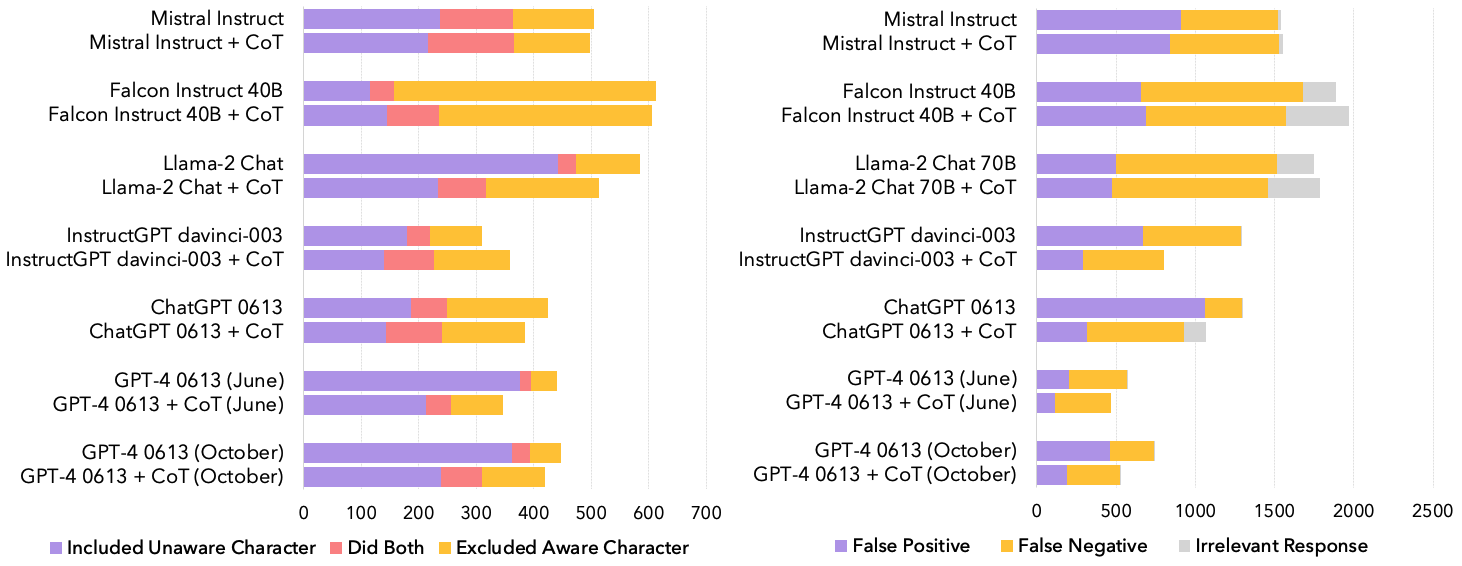 Mistral Instruct
Mistral Instruct + CoT
Falcon Instruct 40B
Falcon Instruct 40B + CoT
Llama-2 Chat
Llama-2 Chat + CoT
InstructGPT davinci-003
InstructGPT davinci-003 + CoT
ChatGPT 0613
ChatGPT 0613 + CoT
GPT-4 0613 (June)
GPT-4 0613 + CoT (June)
GPT-4 0613 (October)
GPT-4 0613 + CoT (October)
0 100 200 300 400 500 600 700
Included Unaware Character Did Both Excluded Aware Character
Mistral Instruct
Mistral Instruct + CoT
Falcon Instruct 40B
Falcon Instruct 40B + CoT
Llama-2 Chat 70B
Llama-2 Chat 70B + CoT
InstructGPT davinci-003
InstructGPT davinci-003 + CoT
ChatGPT 0613
ChatGPT 0613 + CoT
GPT-4 0613 (June)
GPT-4 0613 + CoT (June)
GPT-4 0613 (October)
GPT-4 0613 + CoT (October)
0 500 1000 1500 2000 2500
False Positive False Negative Irrelevant Response